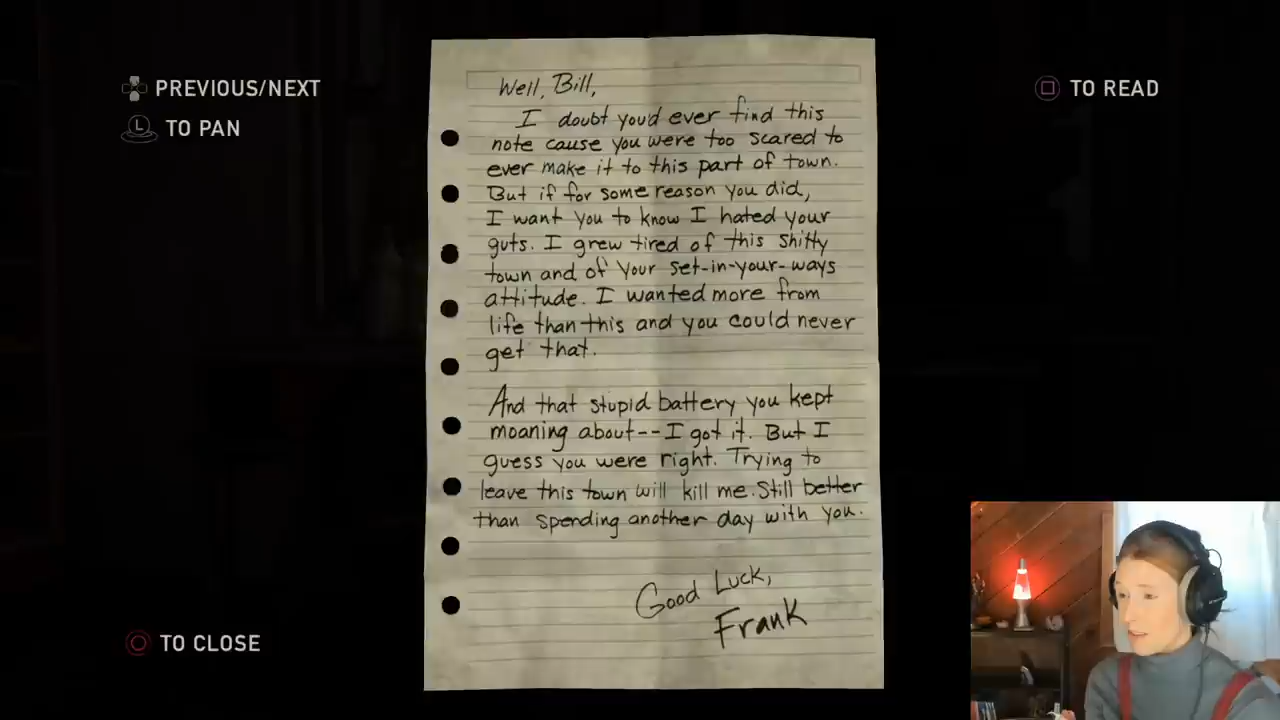 PREVIOUS/NEXT
L
TO PAN
TO READ
Well, Bill,
I doubt you'd ever find this
note cause you were too scared to
ever make it to this part of town.
But if for some reason you did,
I want you to know I hated your
guts. I grew tired of this shitty
town and of your set-in-your-ways
attitude. I wanted more from
life than this and you could never
get that.
And that stupid battery you kept
moaning about--I got it. But I
guess you were right. Trying to
leave this town will kill me. Still better
than spending another day with you.
Good Luck,
Frank
TO CLOSE